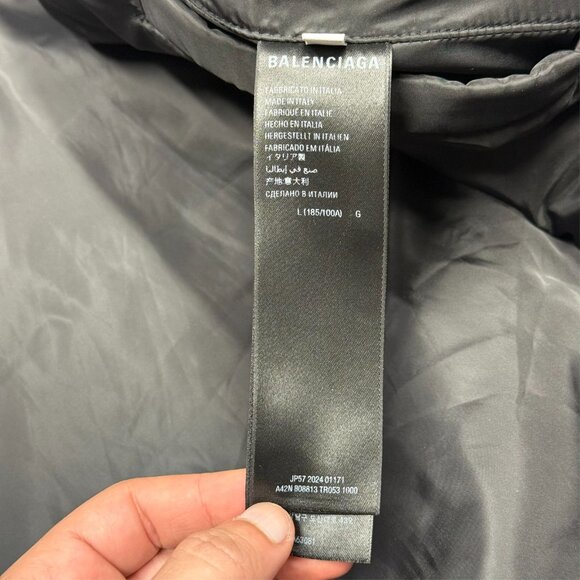 BALENCIAGA
FABBRICATO IN ITALIA
MADE IN ITALY
FABRIQUÉ EN ITALIE
HECHO EN ITALIA
HERGESTELLT IN ITALIEN
FABRICADO EM ITÁLIA
イタリア製
صنع في إيطاليا
产地:意大利
СДЕЛАНО В ИТАЛИИ
L (185/100A) G
JP57 2024 01171
A42N 808813 TR053 1000